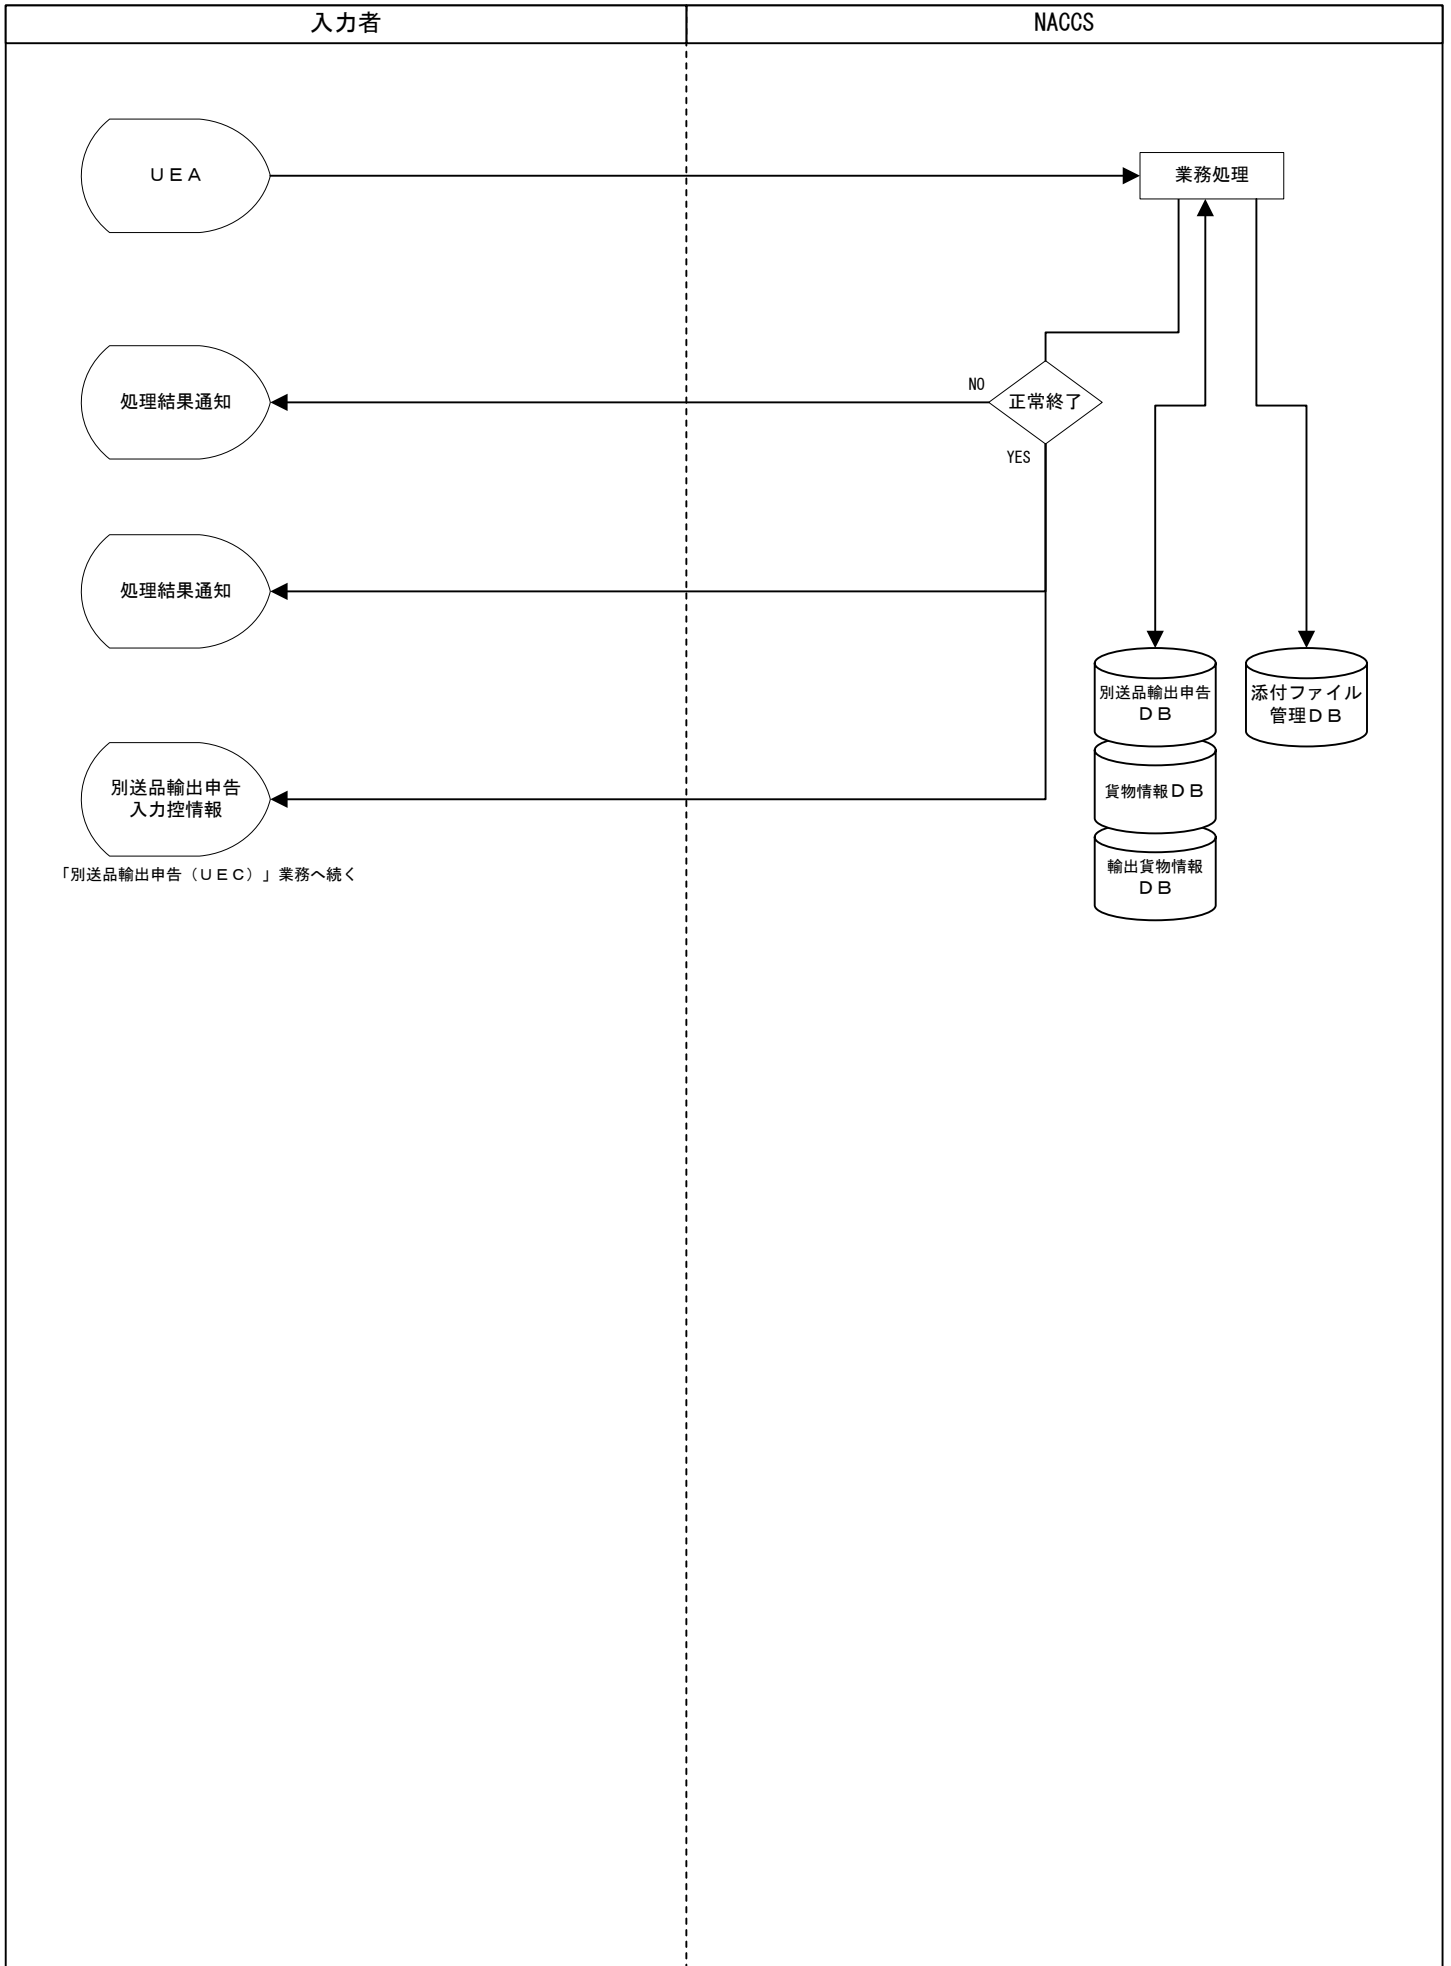 入力者
NACCS
ＵＥＡ
業務処理
処理結果通知
NO
正常終了
YES
処理結果通知
別送品輸出申告
ＤＢ
添付ファイル
管理ＤＢ
別送品輸出申告
入力控情報
貨物情報ＤＢ
「別送品輸出申告（ＵＥＣ）」業務へ続く
輸出貨物情報
ＤＢ